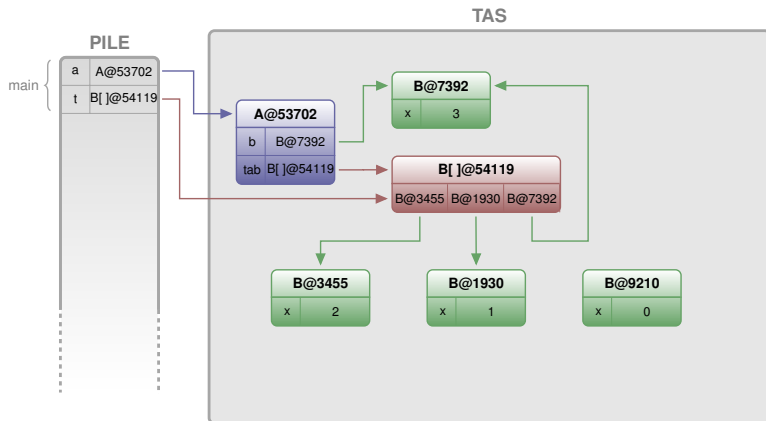 TAS
PILE
main
a A@53702
t B[ ]@54119
B@7392
x 3
A@53702
b B@7392
tab B[ ]@54119
B[ ]@54119
B@3455 B@1930 B@7392
B@3455 B@1930 B@9210
x 2 x 1 x 0